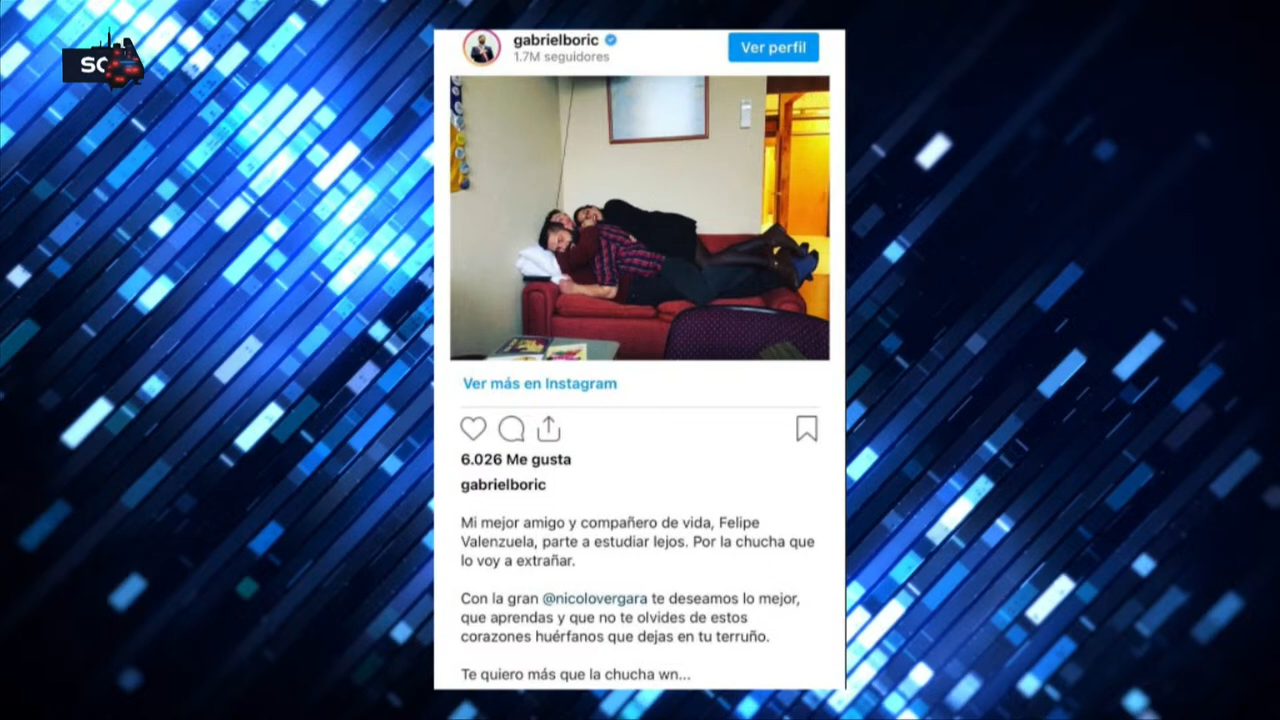 gabrielboric
1.7M seguidores
Ver perfil
Ver más en Instagram
6.026 Me gusta
gabrielboric
Mi mejor amigo y compañero de vida, Felipe
Valenzuela, parte a estudiar lejos. Por la chucha que
lo voy a extrañar.
Con la gran @nicolovergara te deseamos lo mejor,
que aprendas y que no te olvides de estos
corazones huérfanos que dejas en tu terruño.
Te quiero más que la chucha wn...